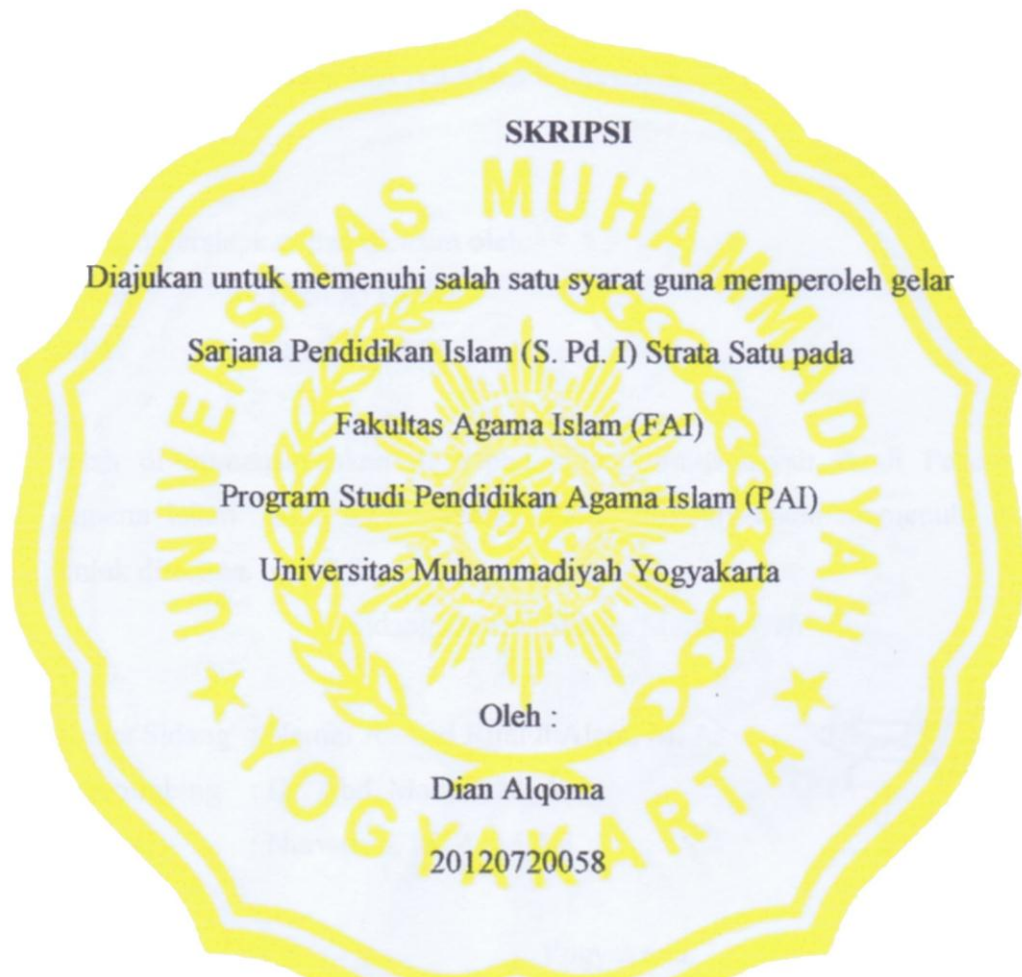 SKRIPSI
UNIVERSITAS MUHAMMADIYAH
Diajukan untuk memenuhi salah satu syarat guna memperoleh gelar
Sarjana Pendidikan Islam (S. Pd. I) Strata Satu pada
Fakultas Agama Islam (FAI)
Program Studi Pendidikan Agama Islam (PAI)
Universitas Muhammadiyah Yogyakarta
Oleh :
Dian Alqoma
20120720058
★ YOGYAKARTA ★